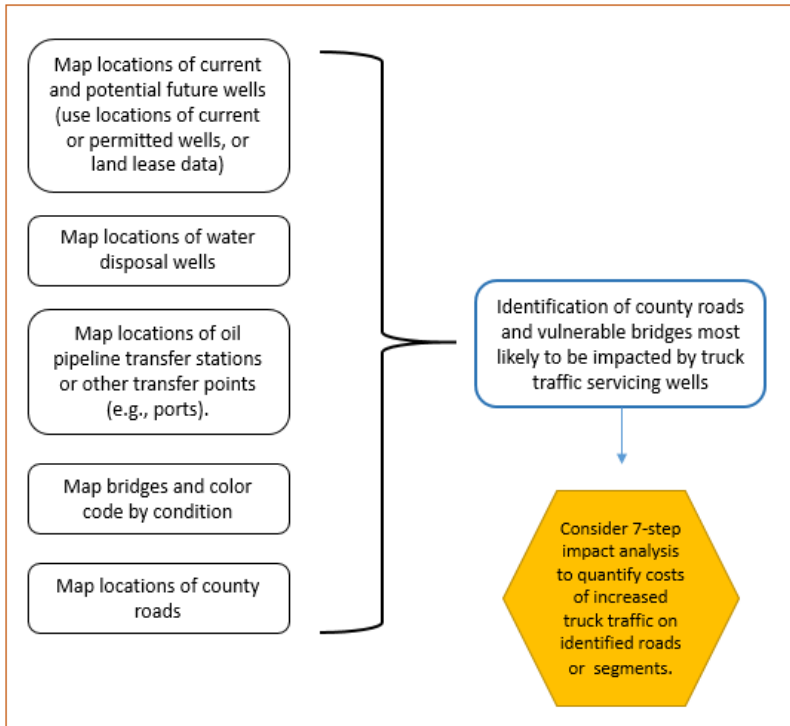 Map locations of current
and potential future wells
(use locations of current
or permitted wells, or
land lease data)
Map locations of water
disposal wells
Map locations of oil
pipeline transfer stations
or other transfer points
(e.g., ports).
Map bridges and color
code by condition
Map locations of county
roads
Identification of county roads
and vulnerable bridges most
likely to be impacted by truck
traffic servicing wells
Consider 7-step
impact analysis
to quantify costs
of increased
truck traffic on
identified roads
or segments.